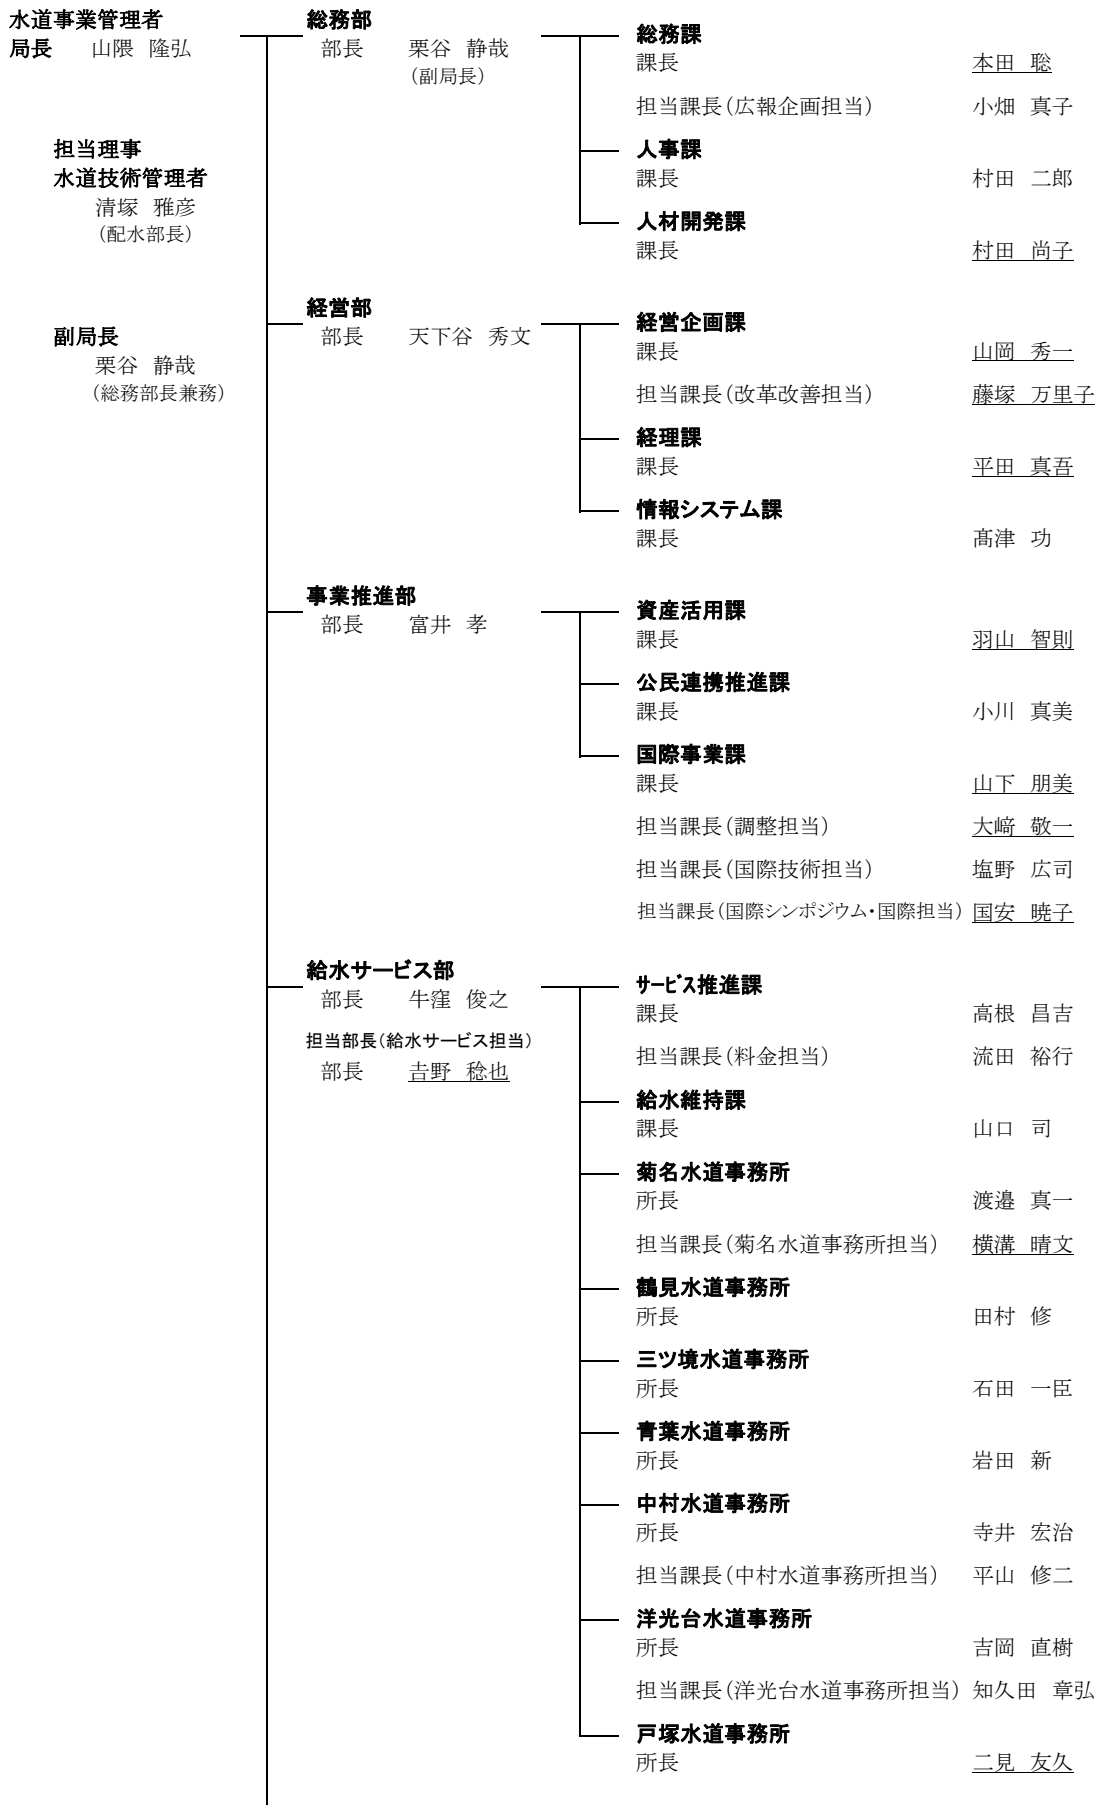 水道事業管理者
局長 山隈 隆弘
担当理事
水道技術管理者
清塚 雅彦
(配水部長)
副局長
栗谷 静哉
(総務部長兼務)
総務部
部長 栗谷 静哉
(副局長)
総務課
課長 本田 聡
担当課長(広報企画担当) 小畑 真子
人事課
課長 村田 二郎
人材開発課
課長 村田 尚子
経営部
部長 天下谷 秀文
経営企画課
課長 山岡 秀一
担当課長(改革改善担当) 藤塚 万里子
経理課
課長 平田 真吾
情報システム課
課長 髙津 功
事業推進部
部長 富井 孝
資産活用課
課長 羽山 智則
公民連携推進課
課長 小川 真美
国際事業課
課長 山下 朋美
担当課長(調整担当) 大﨑 敬一
担当課長(国際技術担当) 塩野 広司
担当課長(国際シンポジウム・国際担当) 国安 暁子
給水サービス部
部長 牛窪 俊之
担当部長(給水サービス担当)
部長 𠮷野 稔也
サービス推進課
課長 高根 昌吉
担当課長(料金担当) 流田 裕行
給水維持課
課長 山口 司
菊名水道事務所
所長 渡邉 真一
担当課長(菊名水道事務所担当) 横溝 晴文
鶴見水道事務所
所長 田村 修
三ツ境水道事務所
所長 石田 一臣
青葉水道事務所
所長 岩田 新
中村水道事務所
所長 寺井 宏治
担当課長(中村水道事務所担当) 平山 修二
洋光台水道事務所
所長 吉岡 直樹
担当課長(洋光台水道事務所担当) 知久田 章弘
戸塚水道事務所
所長 二見 友久